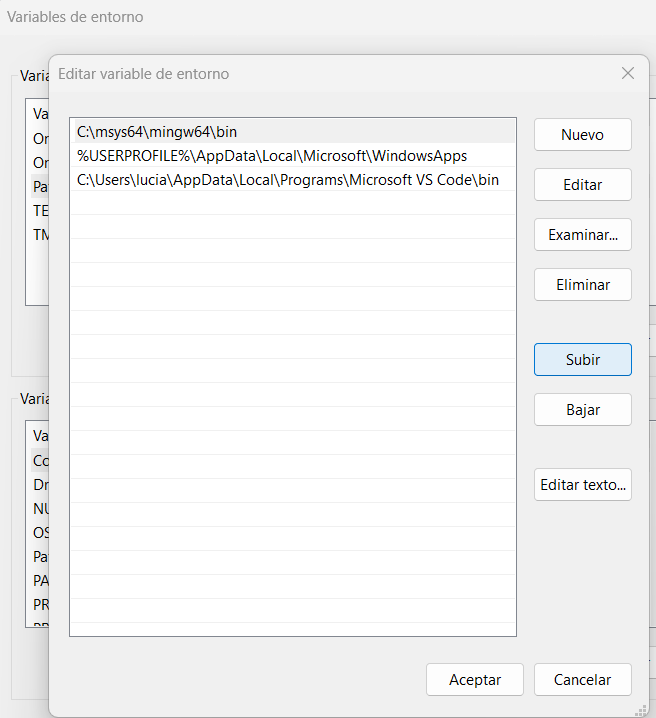 Variables de entorno
Editar variable de entorno
Varia
Va
On
On
Pa
TE
TM
C:\msys64\mingw64\bin
%USERPROFILE%\AppData\Local\Microsoft\WindowsApps
C:\Users\lucia\AppData\Local\Programs\Microsoft VS Code\bin
Nuevo
Editar
Examinar...
Eliminar
Subir
Bajar
Editar texto...
Varia
Va
Co
Dr
NU
OS
Pa
PA
PR
Aceptar
Cancelar